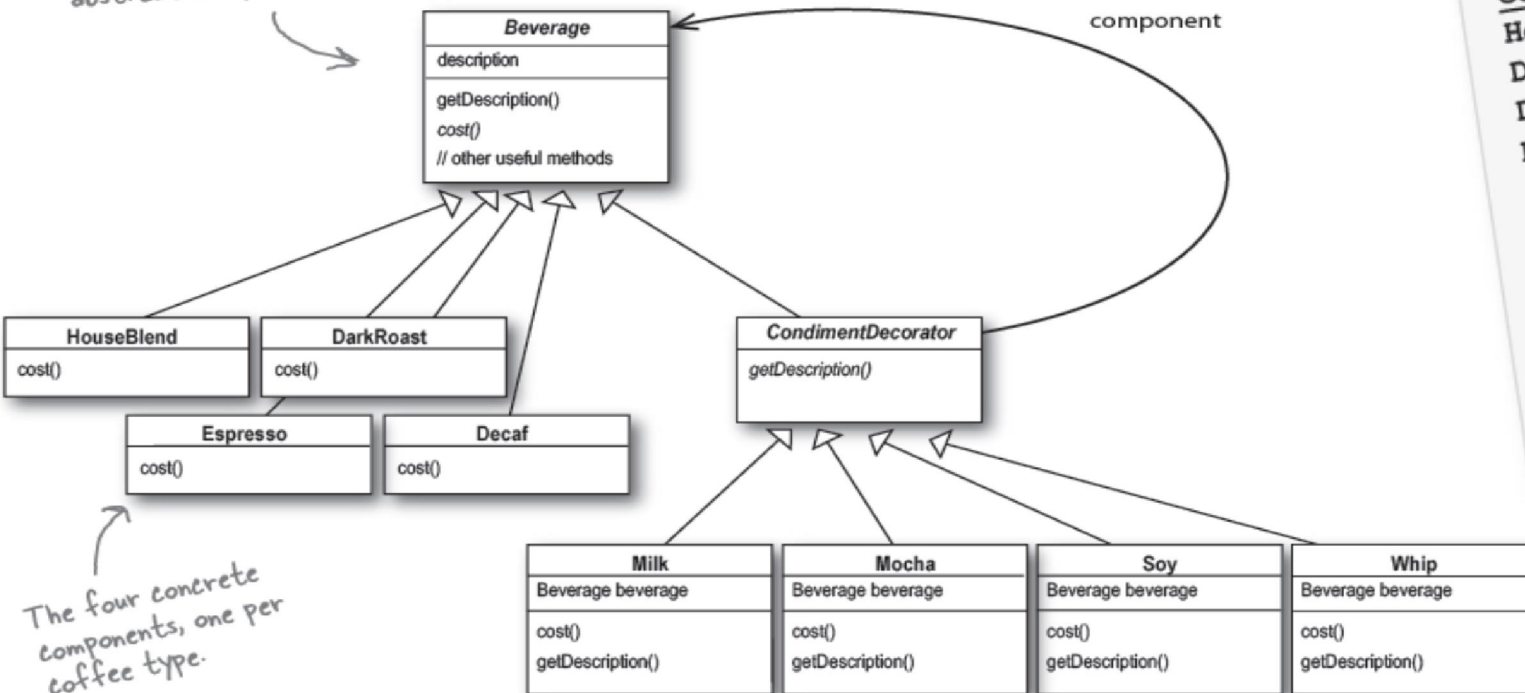 component
Beverage
description
getDescription()
cost()
// other useful methods
HouseBlend
cost()
DarkRoast
cost()
CondimentDecorator
getDescription()
Espresso
cost()
Decaf
cost()
The four concrete
components, one per
coffee type.
Milk
Beverage beverage
cost()
getDescription()
Mocha
Beverage beverage
cost()
getDescription()
Soy
Beverage beverage
cost()
getDescription()
Whip
Beverage beverage
cost()
getDescription()